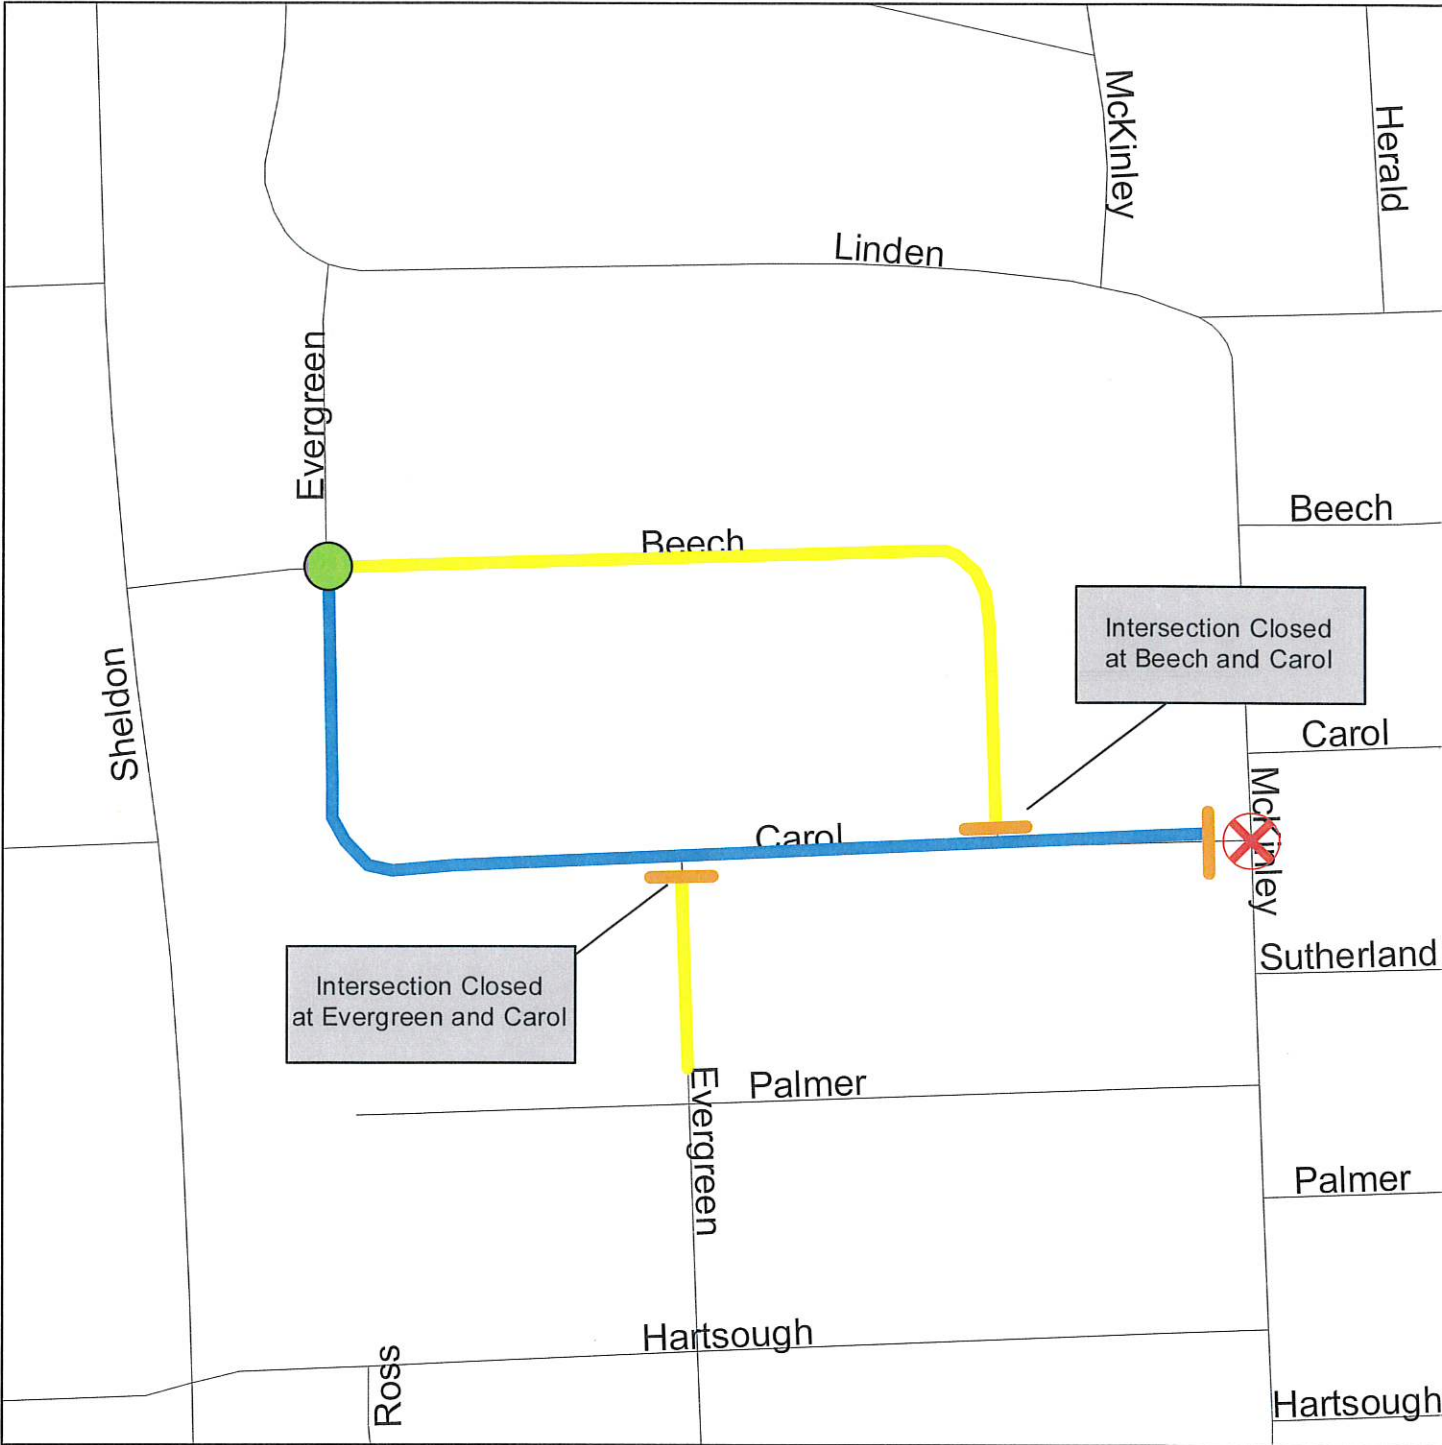 McKinley
Herald
Linden
Evergreen
Beech
Beech
Intersection Closed
at Beech and Carol
Sheldon
Carol
McKinley
Carol
Sutherland
Intersection Closed
at Evergreen and Carol
Palmer
Evergreen
Palmer
Hartsough
Ross
Hartsough